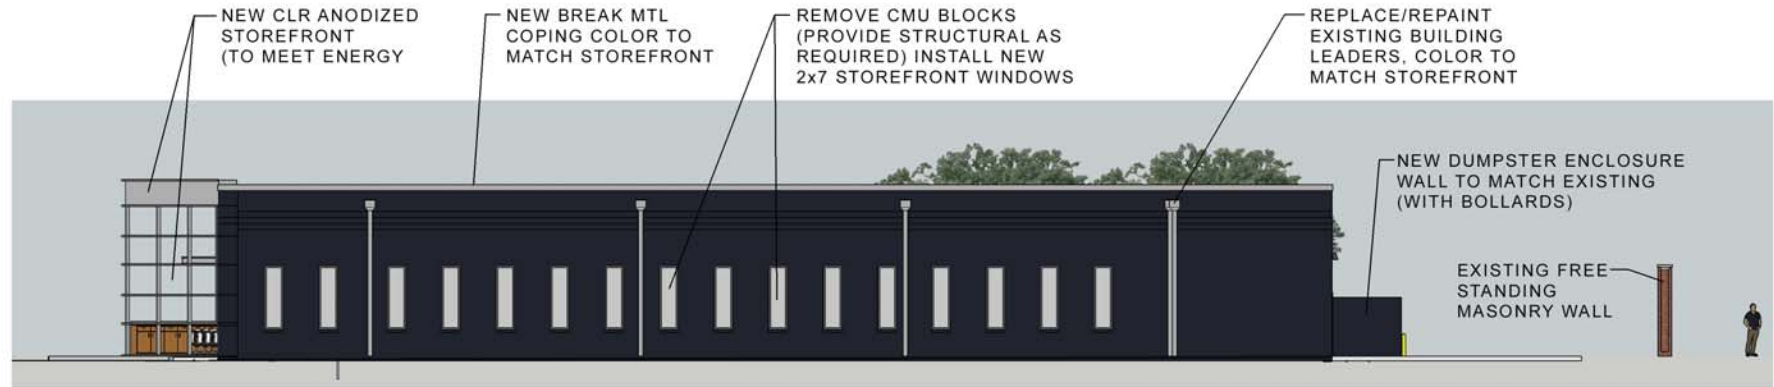 NEW CLR ANODIZED
STOREFRONT
(TO MEET ENERGY
NEW BREAK MTL
COPING COLOR TO
MATCH STOREFRONT
REMOVE CMU BLOCKS
(PROVIDE STRUCTURAL AS
REQUIRED) INSTALL NEW
2x7 STOREFRONT WINDOWS
REPLACE/REPAINT
EXISTING BUILDING
LEADERS, COLOR TO
MATCH STOREFRONT
NEW DUMPSTER ENCLOSURE
WALL TO MATCH EXISTING
(WITH BOLLARDS)
EXISTING FREE
STANDING
MASONRY WALL